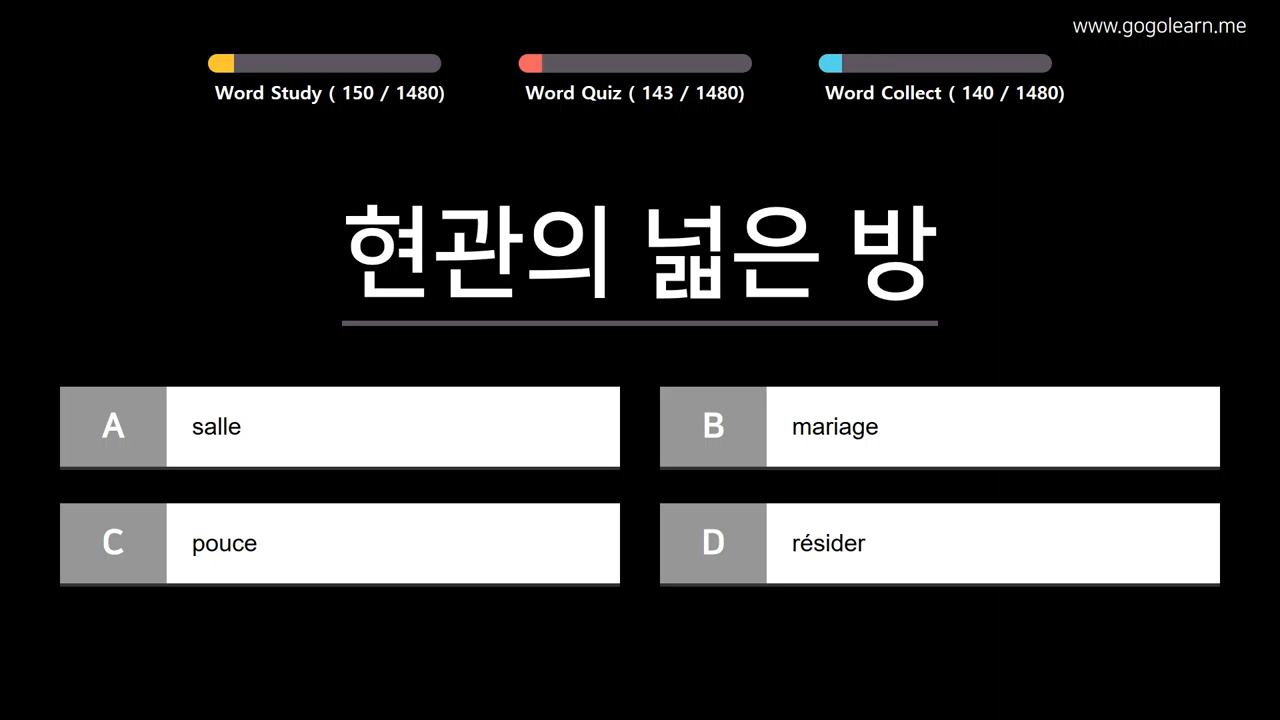 www.gogolearn.me
Word Study ( 150 / 1480)
Word Quiz ( 143 / 1480)
Word Collect ( 140 / 1480)
현관의 넓은 방
A salle
B mariage
C pouce
D résider